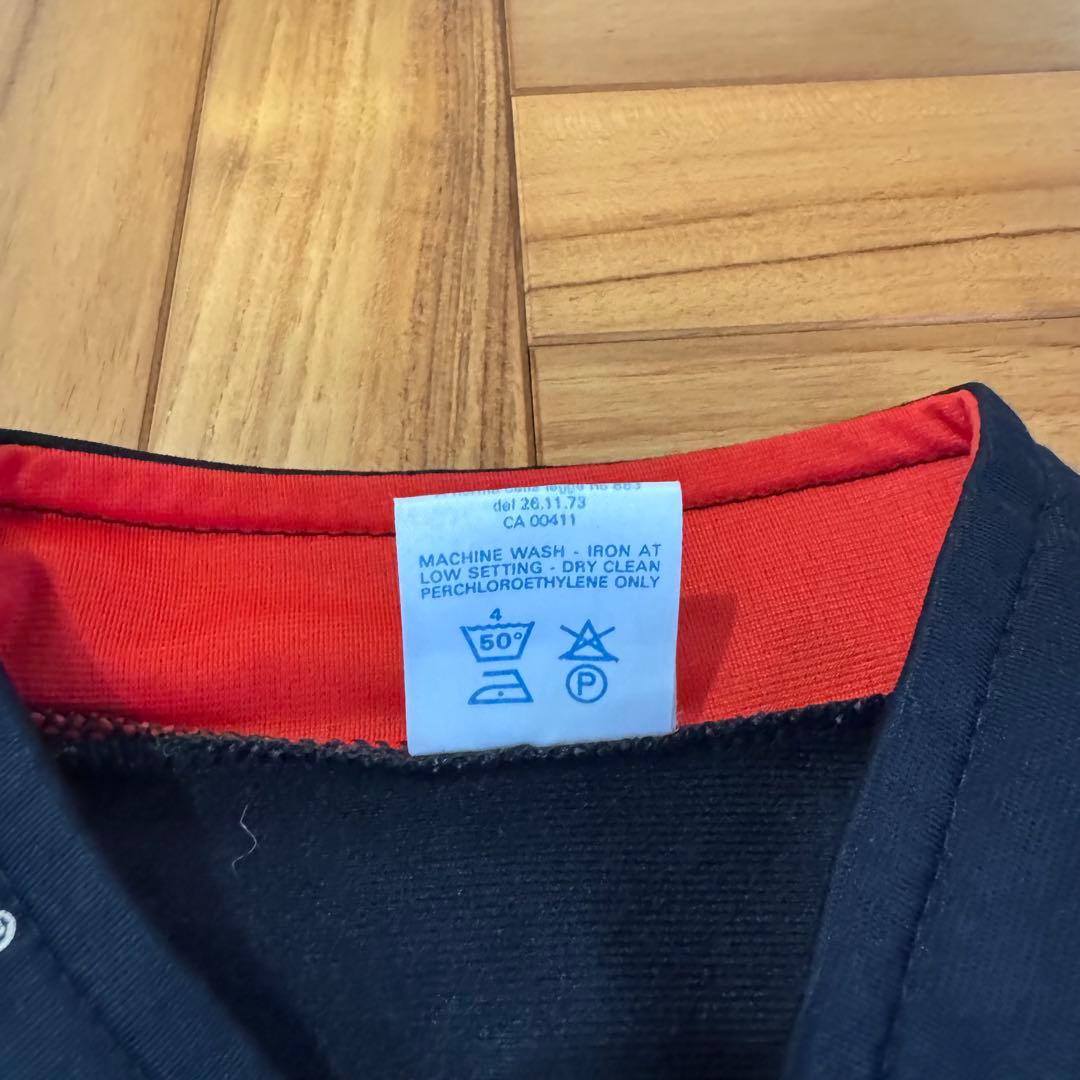 del 26.11.73
CA 00411
MACHINE WASH - IRON AT
LOW SETTING - DRY CLEAN
PERCHLOROETHYLENE ONLY
4
50°
P